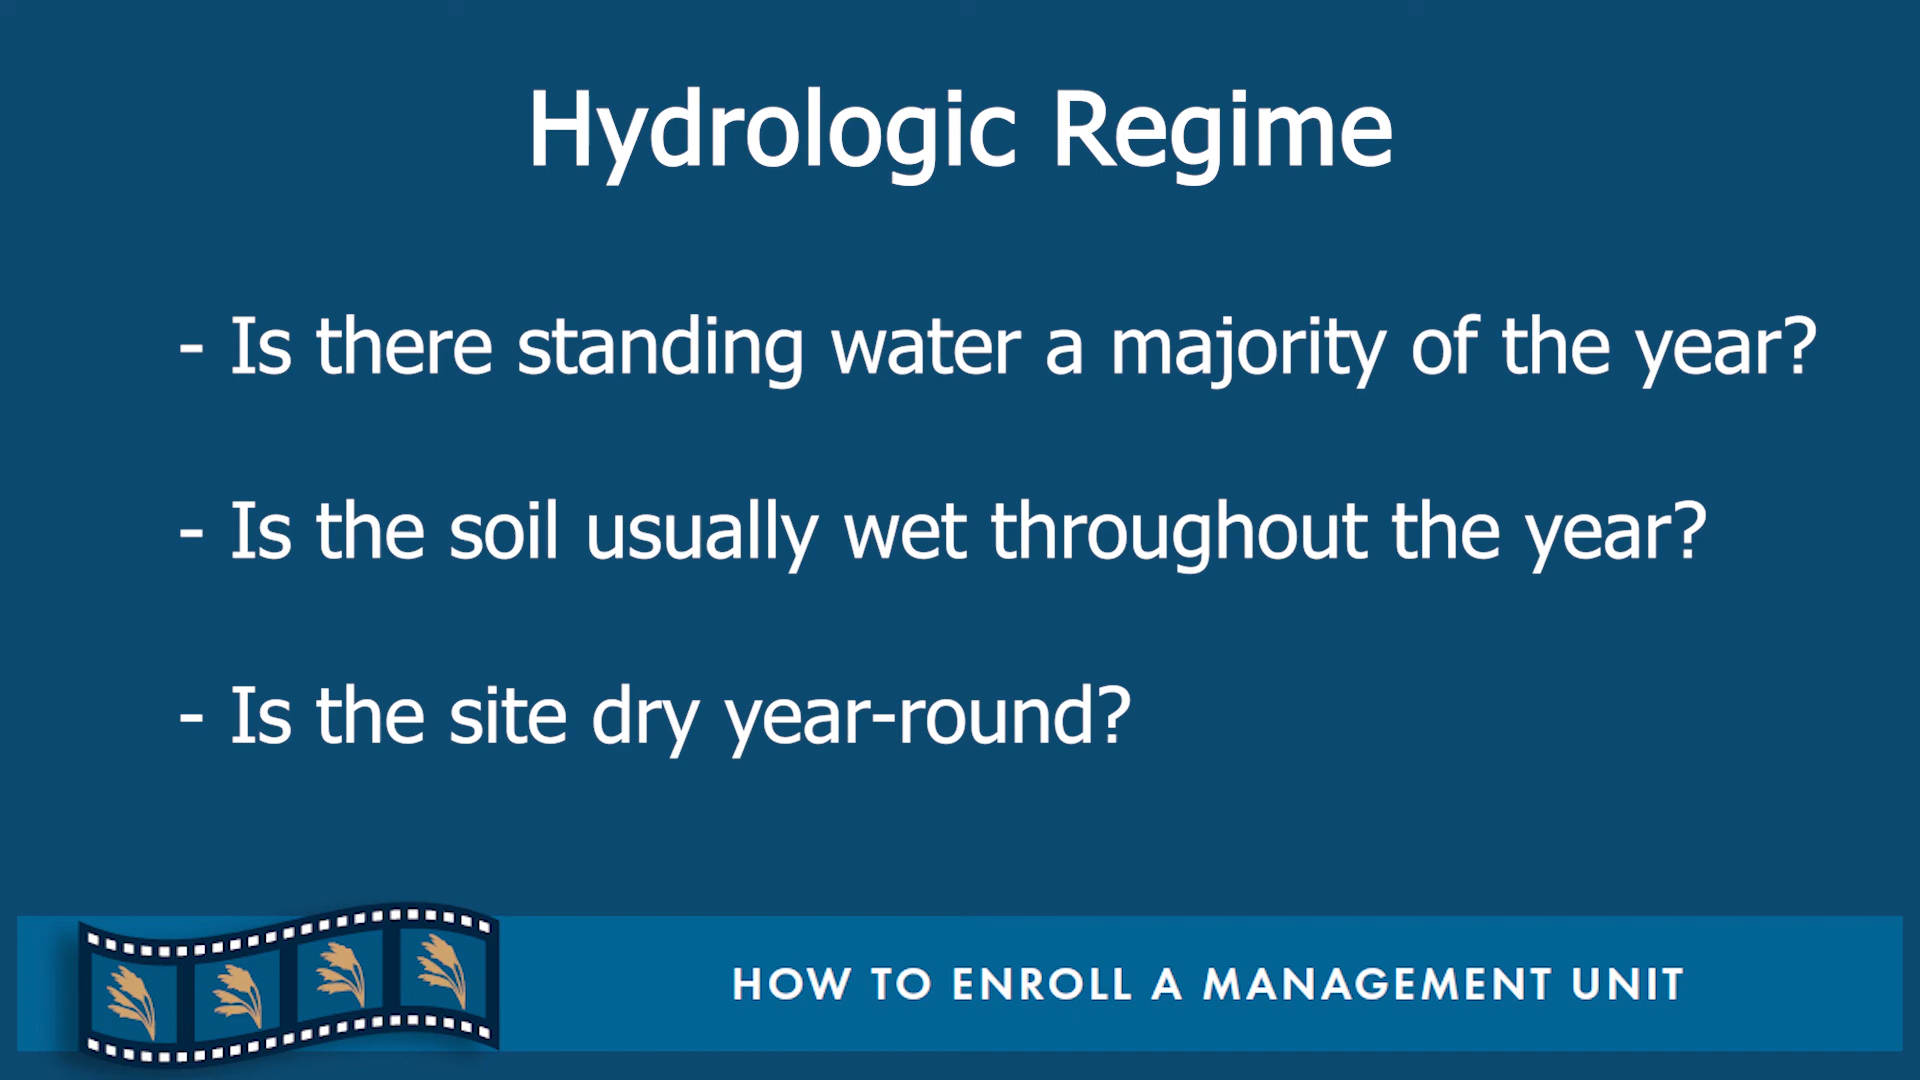 Hydrologic Regime
- Is there standing water a majority of the year?
- Is the soil usually wet throughout the year?
- Is the site dry year-round?
HOW TO ENROLL A MANAGEMENT UNIT